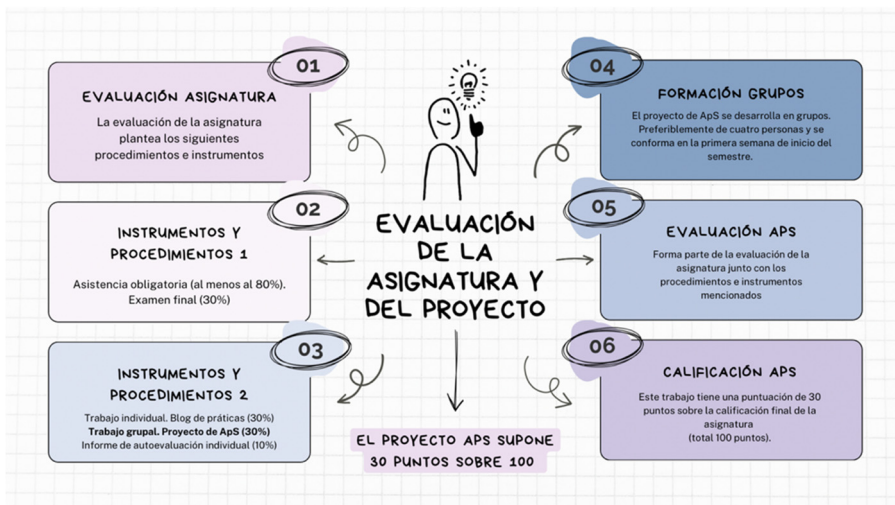 01
EVALUACIÓN ASIGNATURA
La evaluación de la asignatura
plantea los siguientes
procedimientos e instrumentos
02
INSTRUMENTOS Y
PROCEDIMIENTOS 1
Asistencia obligatoria (al menos al 80%).
Examen final (30%)
03
INSTRUMENTOS Y
PROCEDIMIENTOS 2
Trabajo individual. Blog de práticas (30%)
Trabajo grupal. Proyecto de ApS (30%)
Informe de autoevaluación individual (10%)
EVALUACIÓN
DE LA
ASIGNATURA Y
DEL PROYECTO
EL PROYECTO APS SUPONE
30 PUNTOS SOBRE 100
04
FORMACIÓN GRUPOS
El proyecto de ApS se desarrolla en grupos.
Preferiblemente de cuatro personas y se
conforma en la primera semana de inicio del
semestre.
05
EVALUACIÓN APS
Forma parte de la evaluación de la
asignatura junto con los
procedimientos e instrumentos
mencionados
06
CALIFICACIÓN APS
Este trabajo tiene una puntuación de 30
puntos sobre la calificación final de la
asignatura
(total 100 puntos).